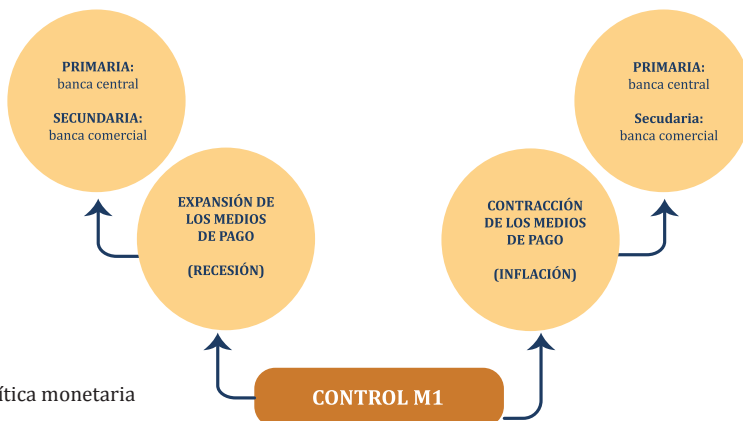 PRIMARIA:
banca central
SECUNDARIA:
banca comercial
PRIMARIA:
banca central
Secudaria:
banca comercial
EXPANSIÓN DE
LOS MEDIOS
DE PAGO
(RECESIÓN)
CONTRACCIÓN
DE LOS MEDIOS
DE PAGO
(INFLACIÓN)
ítica monetaria
CONTROL M1